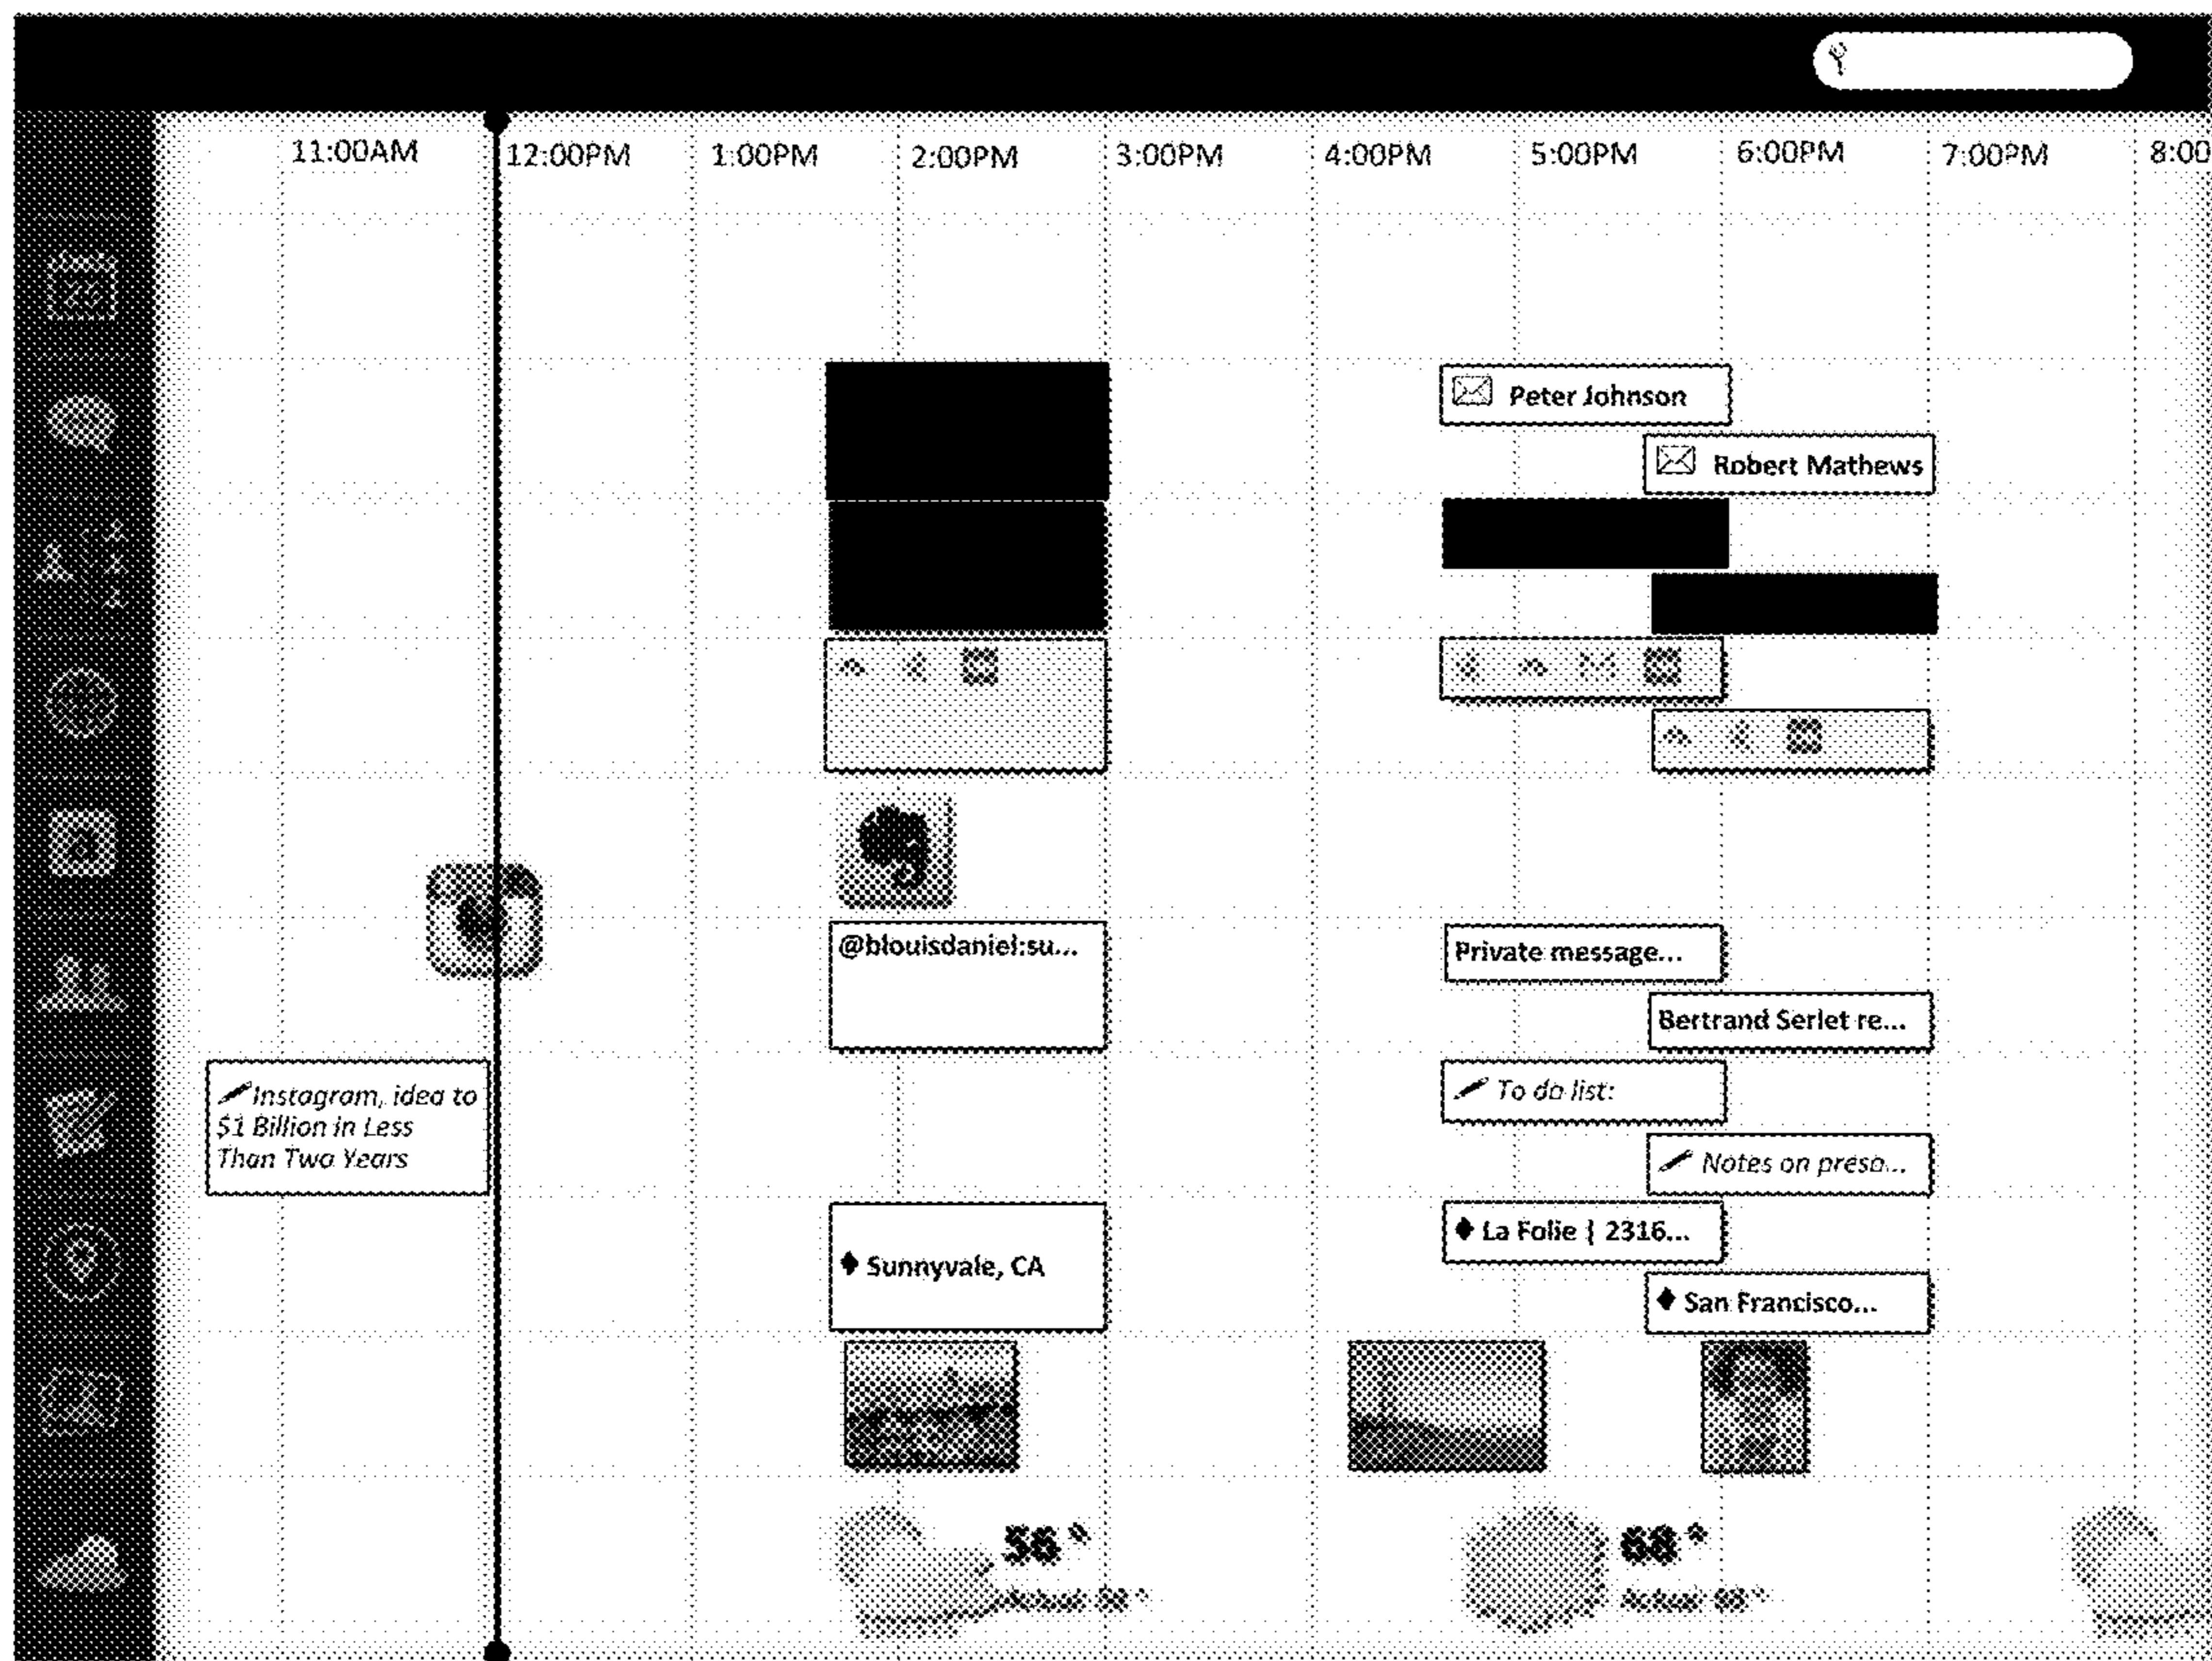 11:00AM 12:00PM 1:00PM 2:00PM 3:00PM 4:00PM 5:00PM 6:00PM 7:00PM 8:00
Peter Johnson
Robert Mathews
@blouisdaniel:su...
Private message...
Bertrand Serlet re...
Instagram, idea to
$1 Billion in Less
Than Two Years
To do list:
Notes on preso...
La Folie | 2316...
Sunnyvale, CA
San Francisco...